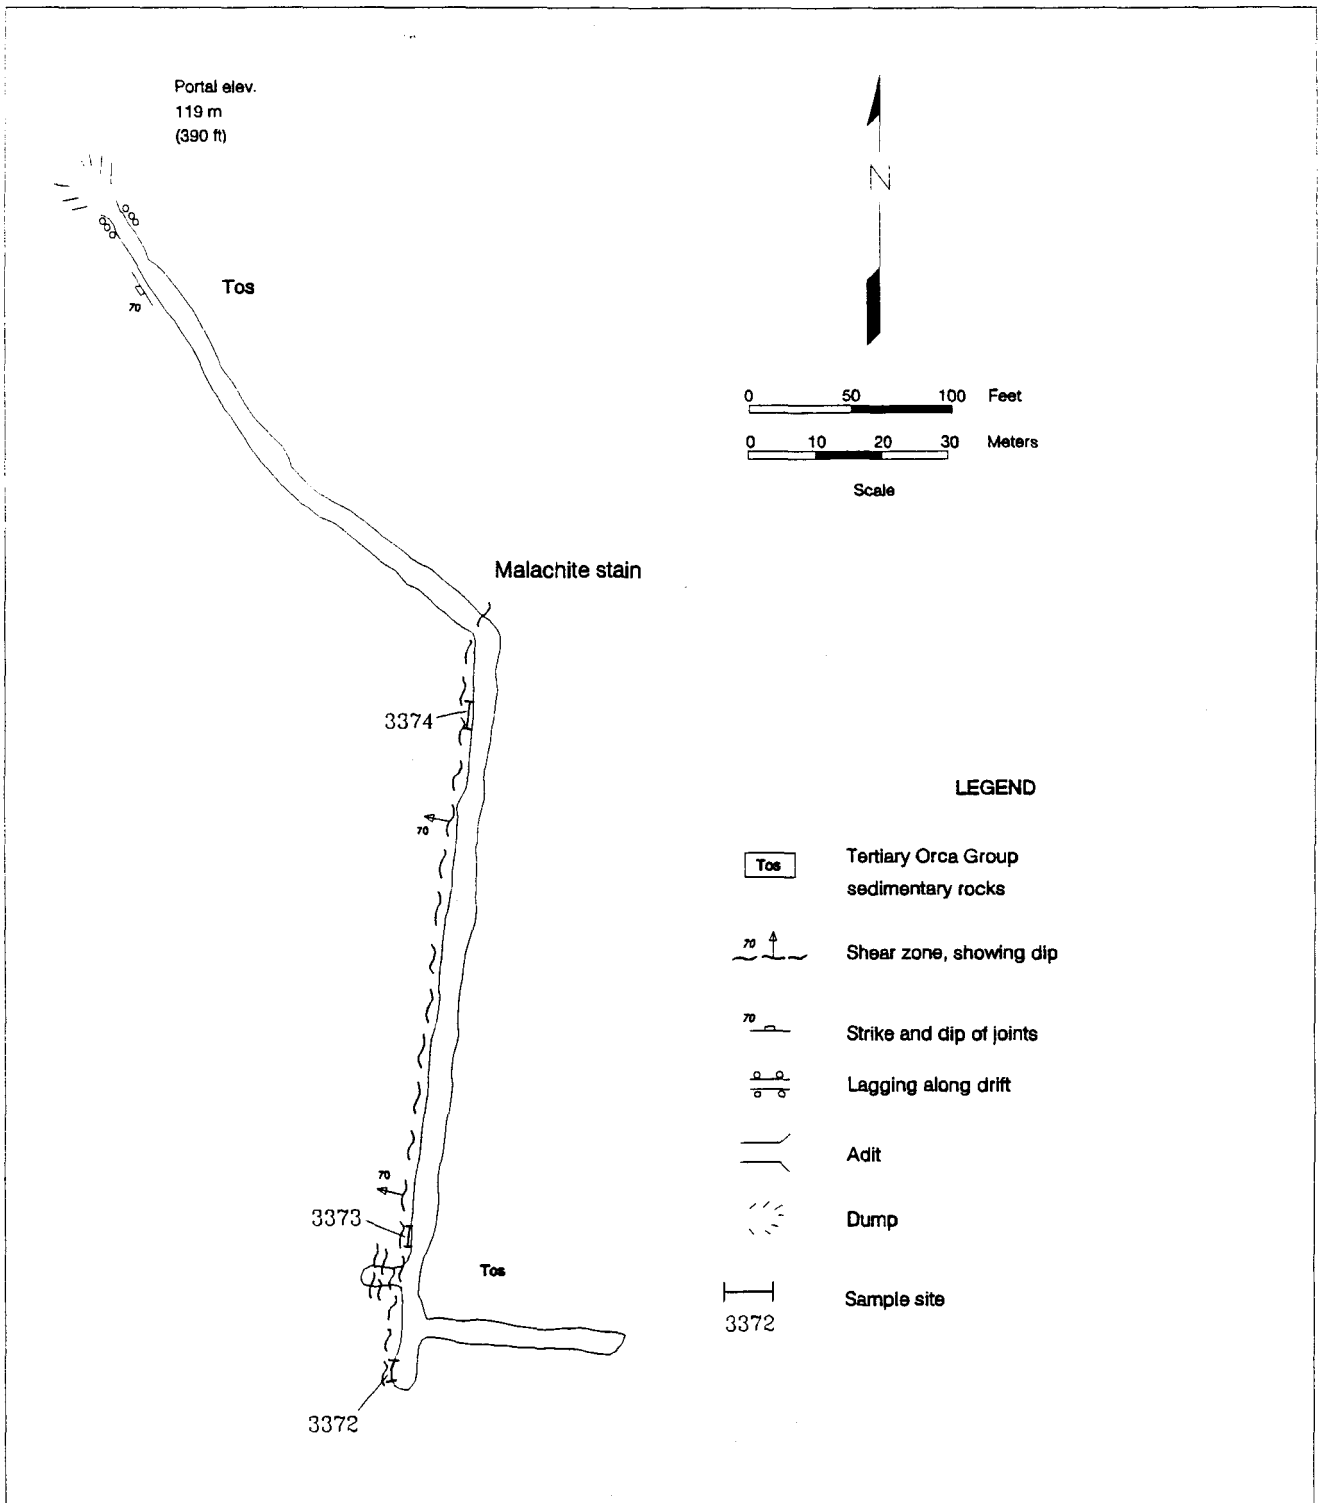 Portal elev.
119 m
(390 ft)
N
Tos
70
0 50 100 Feet
0 10 20 30 Meters
Scale
Malachite stain
3374
70
LEGEND
Tos
Tertiary Orca Group
sedimentary rocks
70
Shear zone, showing dip
70
Strike and dip of joints
Lagging along drift
Adit
Dump
3372
Sample site
70
3373
Tos
3372